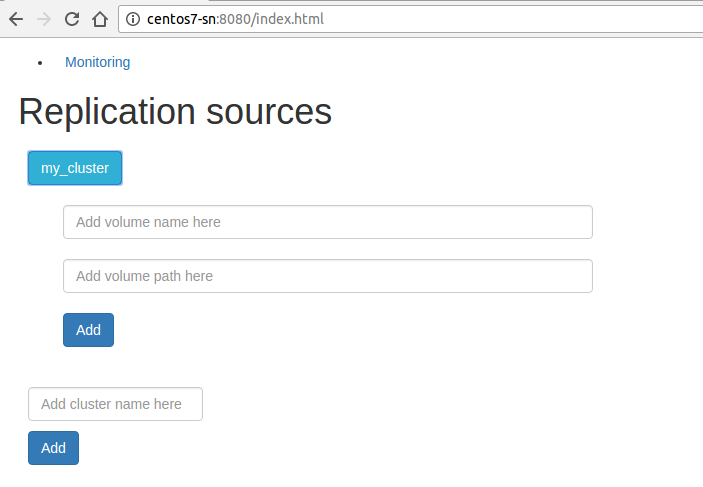 centos7-sn:8080/index.html
Monitoring
Replication sources
my_cluster
Add volume name here
Add volume path here
Add
Add cluster name here
Add